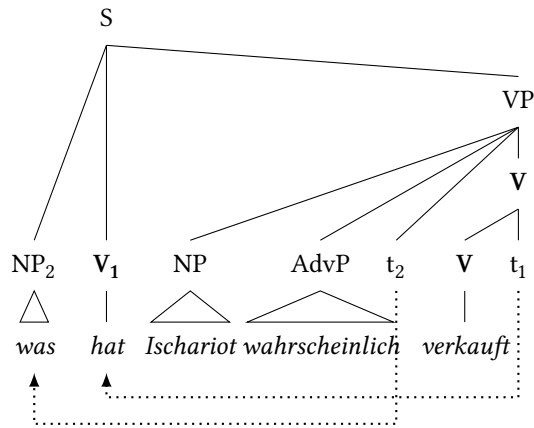 S
VP
V
NP₂ V₁ NP AdvP t₂ V t₁
was hat Ischariot wahrscheinlich verkauft